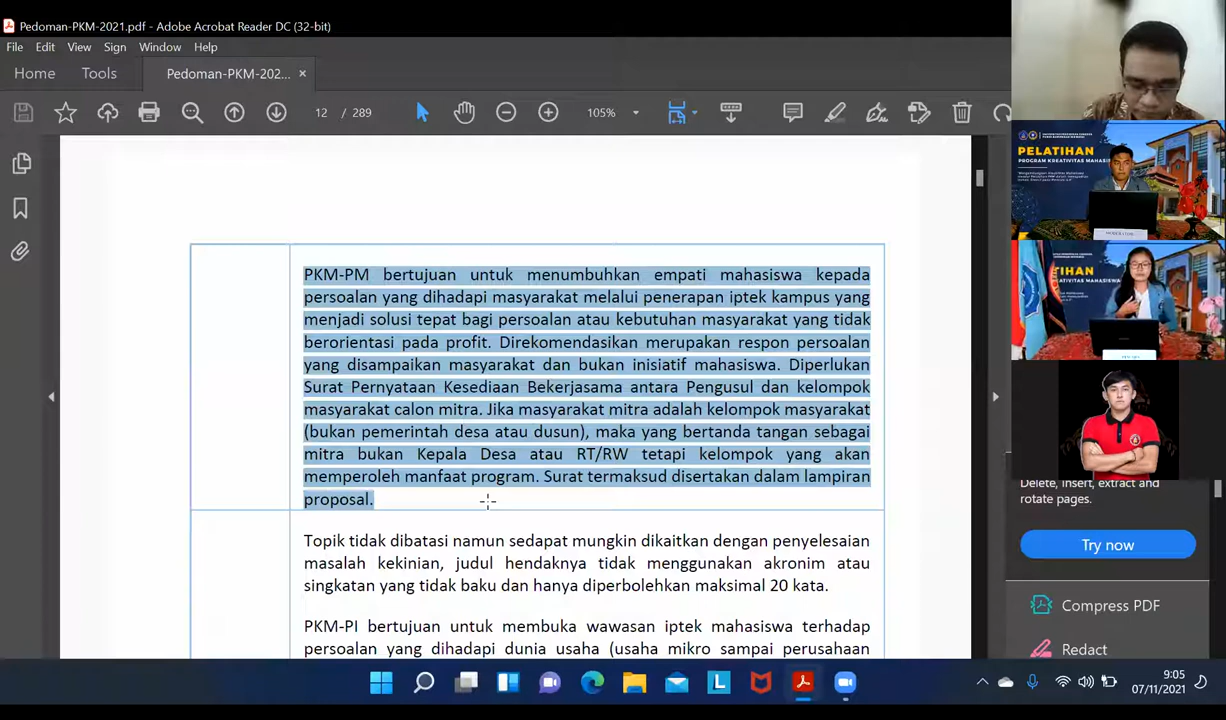 Pedoman-PKM-2021.pdf - Adobe Acrobat Reader DC (32-bit)
File Edit View Sign Window Help
Home Tools Pedoman-PKM-202... ×
12 / 289 105%
PKM-PM bertujuan untuk menumbuhkan empati mahasiswa kepada
persoalan yang dihadapi masyarakat melalui penerapan iptek kampus yang
menjadi solusi tepat bagi persoalan atau kebutuhan masyarakat yang tidak
berorientasi pada profit. Direkomendasikan merupakan respon persoalan
yang disampaikan masyarakat dan bukan inisiatif mahasiswa. Diperlukan
Surat Pernyataan Kesediaan Bekerjasama antara Pengusul dan kelompok
masyarakat calon mitra. Jika masyarakat mitra adalah kelompok masyarakat
(bukan pemerintah desa atau dusun), maka yang bertanda tangan sebagai
mitra bukan Kepala Desa atau RT/RW tetapi kelompok yang akan
memperoleh manfaat program. Surat termaksud disertakan dalam lampiran
proposal.
Topik tidak dibatasi namun sedapat mungkin dikaitkan dengan penyelesaian
masalah kekinian, judul hendaknya tidak menggunakan akronim atau
singkatan yang tidak baku dan hanya diperbolehkan maksimal 20 kata.
PKM-PI bertujuan untuk membuka wawasan iptek mahasiswa terhadap
persoalan yang dihadapi dunia usaha (usaha mikro sampai perusahaan
PELATIHAN
PROGRAM KREATIVITAS MAHASIS
MODERATOR
TIHAN
Delete, insert, extract and
rotate pages.
Try now
Compress PDF
Redact
9:05
07/11/2021